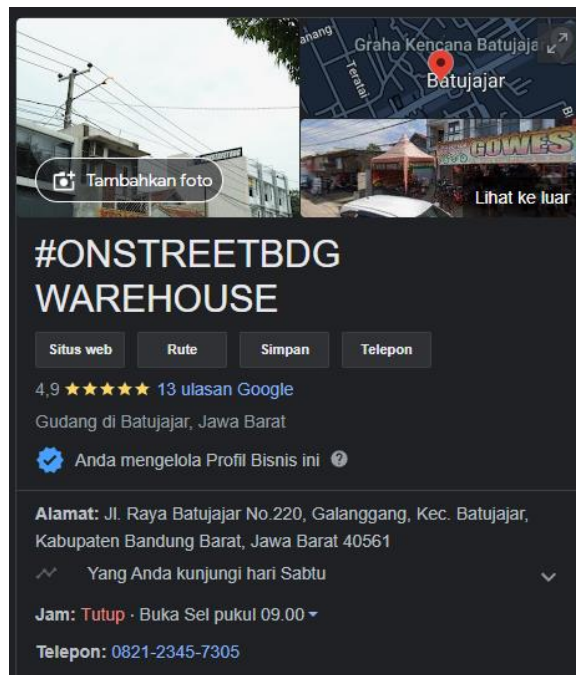 anang
Graha Kencana Batujaja
Teratai
Batujajar
Bl
GOWES
Tambahkan foto
Lihat ke luar
#ONSTREETBDG
WAREHOUSE
Situs web
Rute
Simpan
Telepon
4,9 ★★★★★ 13 ulasan Google
Gudang di Batujajar, Jawa Barat
Anda mengelola Profil Bisnis ini ?
Alamat: Jl. Raya Batujajar No.220, Galanggang, Kec. Batujajar,
Kabupaten Bandung Barat, Jawa Barat 40561
Yang Anda kunjungi hari Sabtu
Jam: Tutup · Buka Sel pukul 09.00
Telepon: 0821-2345-7305